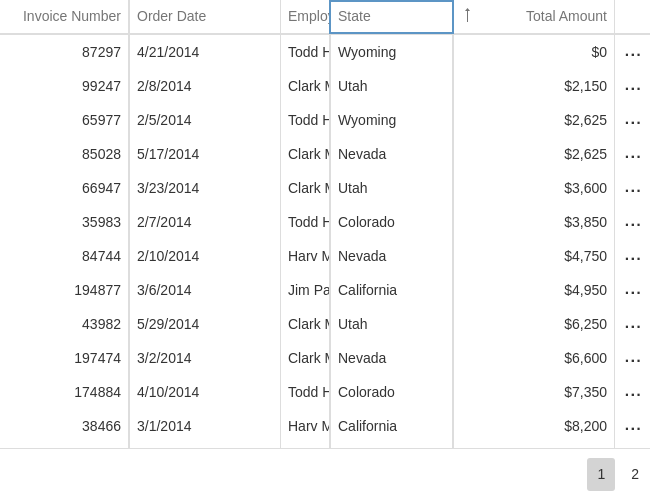 Invoice Number Order Date State ↑ Total Amount
87297 4/21/2014 Todd Wyoming $0 ...
99247 2/8/2014 Clark Utah $2,150 ...
65977 2/5/2014 Todd Wyoming $2,625 ...
85028 5/17/2014 Clark Nevada $2,625 ...
66947 3/23/2014 Clark Utah $3,600 ...
35983 2/7/2014 Todd Colorado $3,850 ...
84744 2/10/2014 Harv Nevada $4,750 ...
194877 3/6/2014 Jim Pa California $4,950 ...
43982 5/29/2014 Clark Utah $6,250 ...
197474 3/2/2014 Clark Nevada $6,600 ...
174884 4/10/2014 Todd Colorado $7,350 ...
38466 3/1/2014 Harv California $8,200 ...
1 2